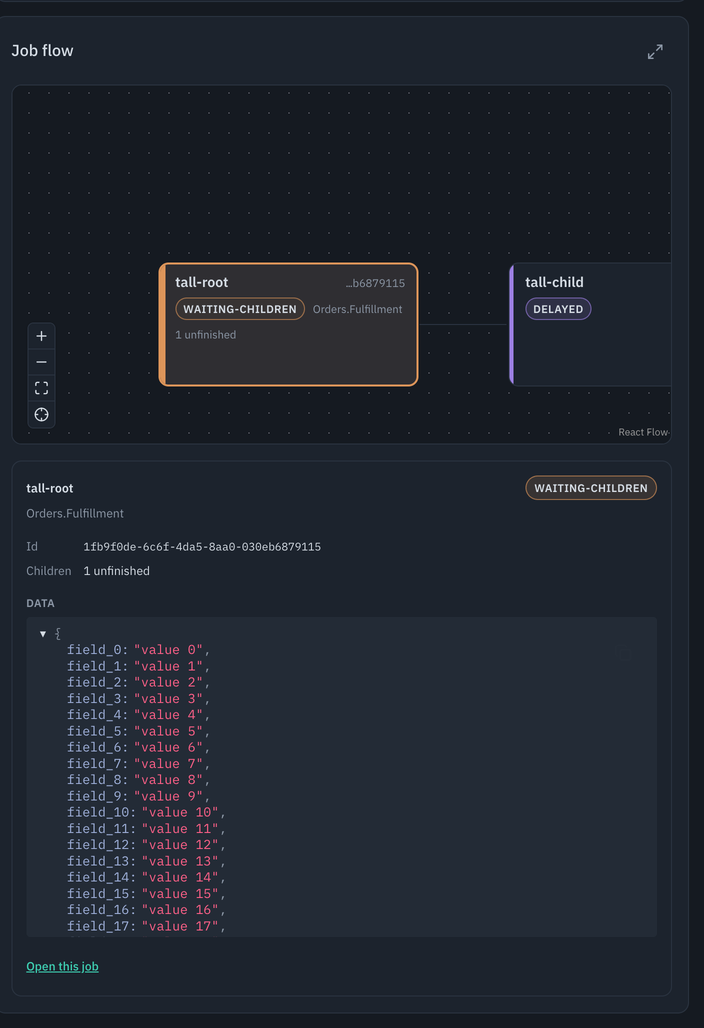 Job flow
tall-root …b6879115
WAITING-CHILDREN Orders.Fulfillment
1 unfinished
tall-child
DELAYED
React Flow
tall-root WAITING-CHILDREN
Orders.Fulfillment
Id 1fb9f0de-6c6f-4da5-8aa0-030eb6879115
Children 1 unfinished
DATA
▼ {
field_0: "value 0",
field_1: "value 1",
field_2: "value 2",
field_3: "value 3",
field_4: "value 4",
field_5: "value 5",
field_6: "value 6",
field_7: "value 7",
field_8: "value 8",
field_9: "value 9",
field_10: "value 10",
field_11: "value 11",
field_12: "value 12",
field_13: "value 13",
field_14: "value 14",
field_15: "value 15",
field_16: "value 16",
field_17: "value 17",
Open this job